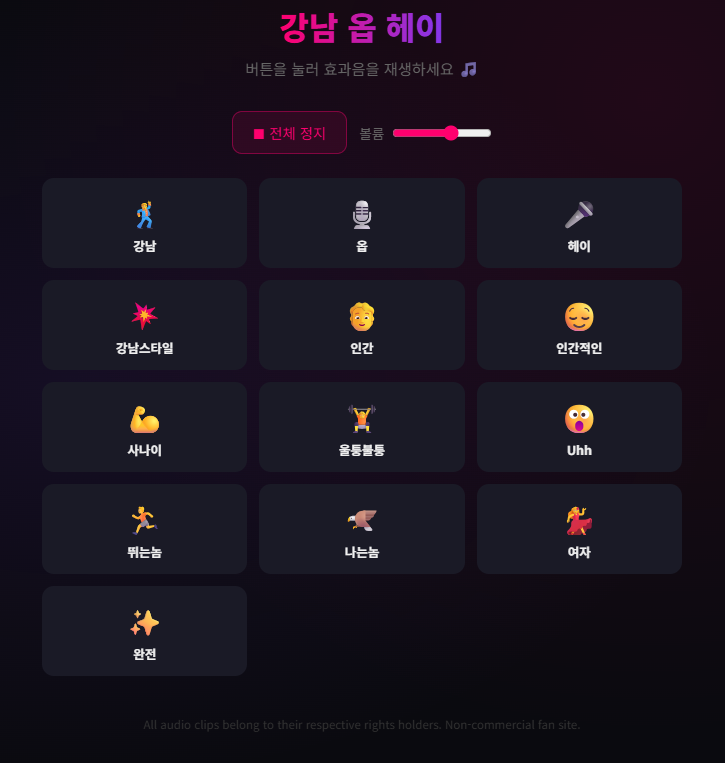 강남 옵 헤이
버튼을 눌러 효과음을 재생하세요 🎵
■ 전체 정지 볼륨
강남 옵 헤이
강남스타일 인간 인간적인
사나이 울퉁불퉁 Uhh
뛰는놈 나는놈 여자
완전
All audio clips belong to their respective rights holders. Non-commercial fan site.